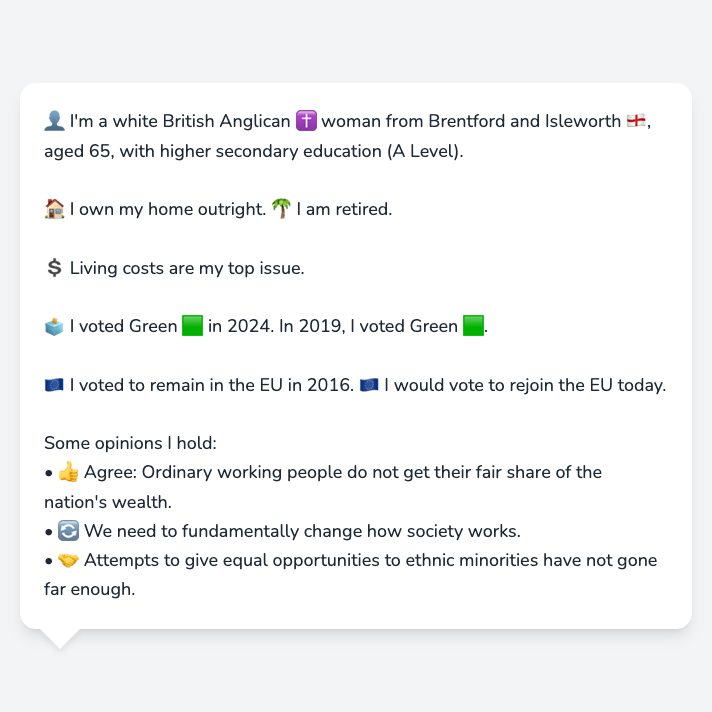 👤 I'm a white British Anglican ✝️ woman from Brentford and Isleworth 🏴󠁧󠁢󠁥󠁮󠁧󠁿,
aged 65, with higher secondary education (A Level).
🏠 I own my home outright. 🌴 I am retired.
💲 Living costs are my top issue.
🗳️ I voted Green 🟩 in 2024. In 2019, I voted Green 🟩.
🇪🇺 I voted to remain in the EU in 2016. 🇪🇺 I would vote to rejoin the EU today.
Some opinions I hold:
• 👍 Agree: Ordinary working people do not get their fair share of the
nation's wealth.
• 🔄 We need to fundamentally change how society works.
• 🤝 Attempts to give equal opportunities to ethnic minorities have not gone
far enough.